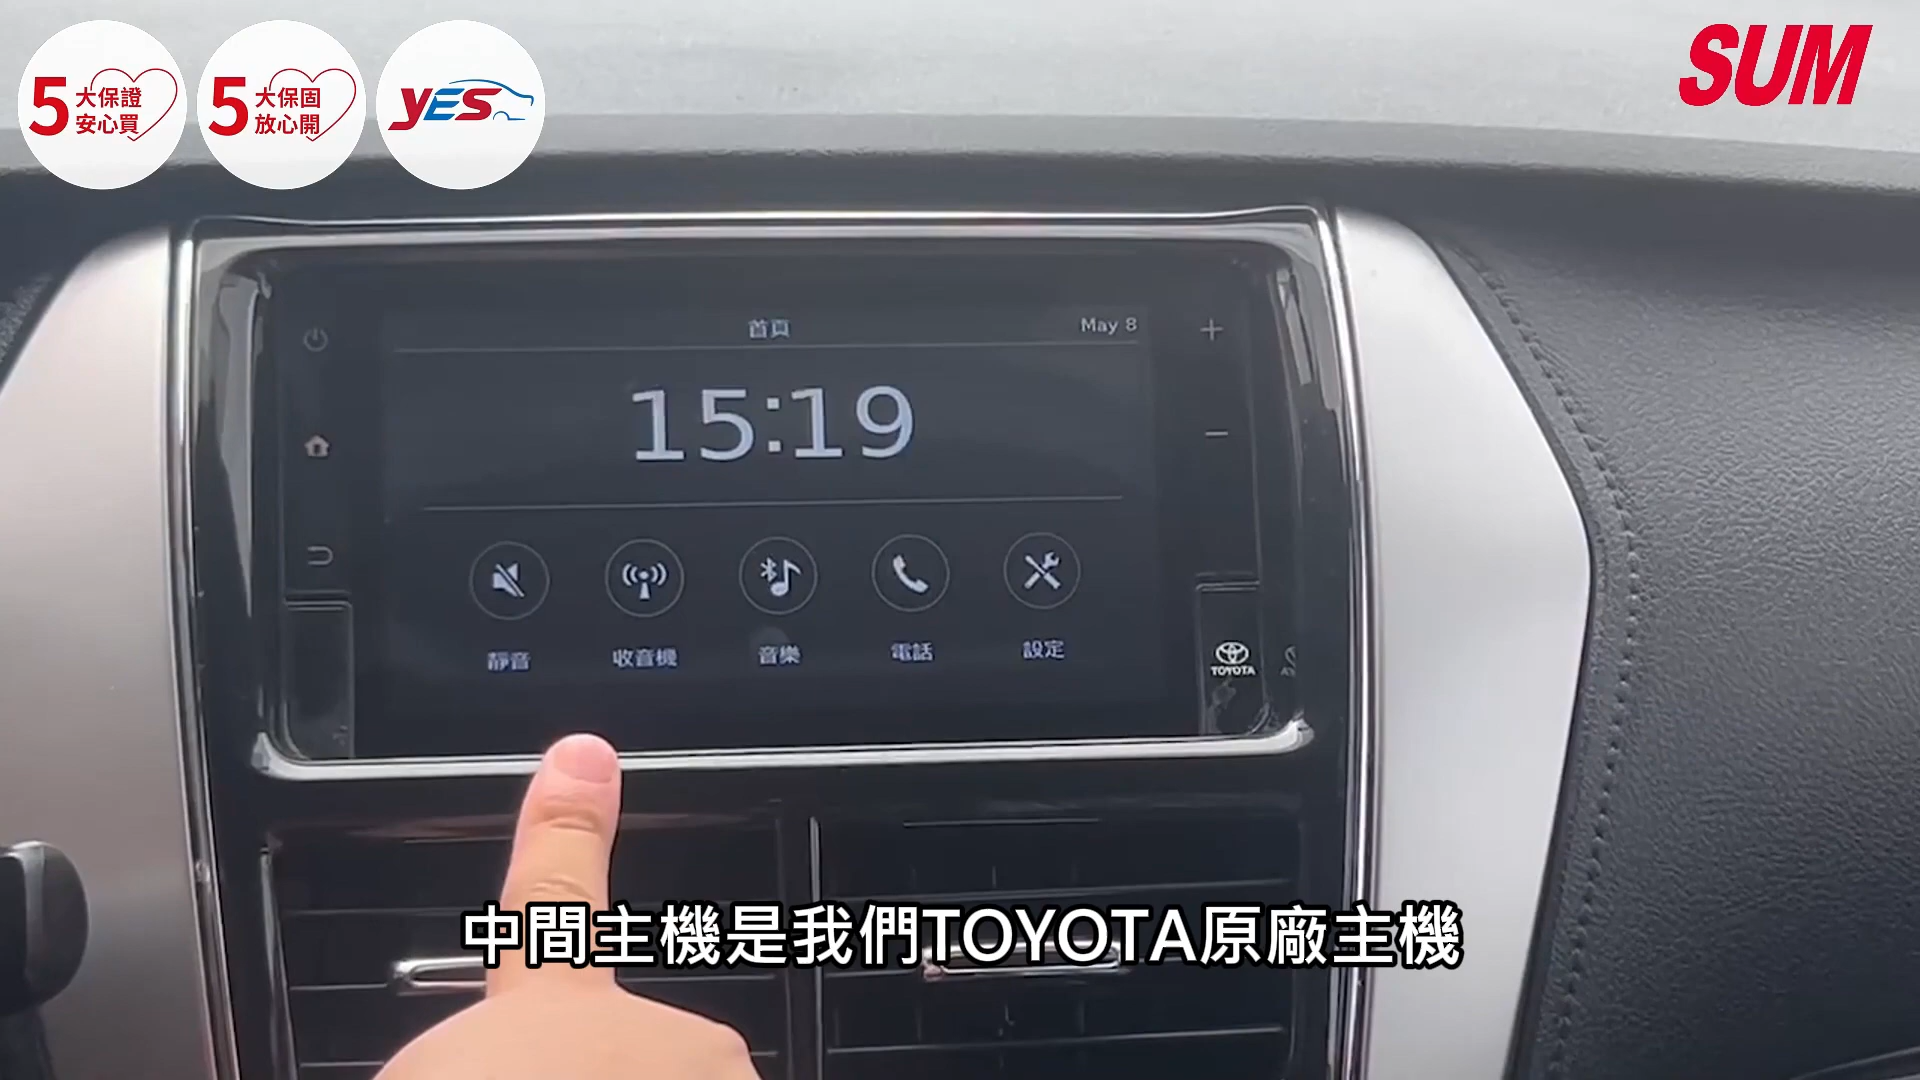 5大保證
安心買
5大保固
放心開
YES
SUM
首頁
May 8
15:19
靜音
收音機
音樂
電話
設定
TOYOTA
中間主機是我們TOYOTA原廠主機